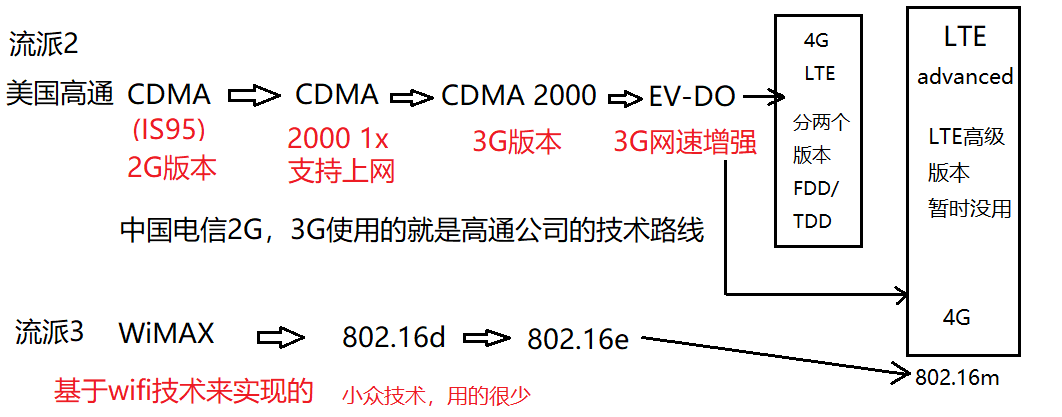 流派2
美国高通 CDMA CDMA CDMA 2000 EV-DO
(IS95)
2G版本
2000 1x
支持上网
3G版本
3G网速增强
4G
LTE
分两个
版本
FDD/
TDD
LTE
advanced
LTE高级
版本
暂时没用
4G
中国电信2G，3G使用的就是高通公司的技术路线
流派3 WiMAX 802.16d 802.16e
802.16m
基于wifi技术来实现的
小众技术，用的很少